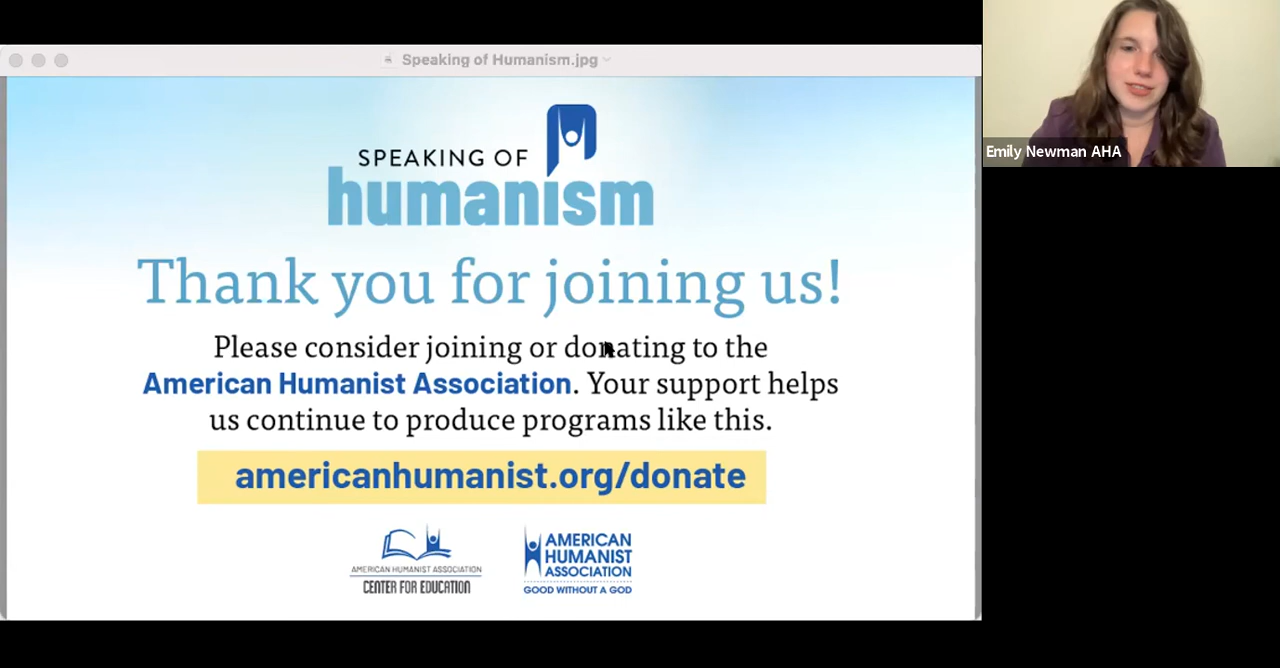 Speaking of Humanism.jpg
SPEAKING OF
humanism
Thank you for joining us!
Please consider joining or donating to the
American Humanist Association. Your support helps
us continue to produce programs like this.
americanhumanist.org/donate
AMERICAN HUMANIST ASSOCIATION
CENTER FOR EDUCATION
AMERICAN
HUMANIST
ASSOCIATION
GOOD WITHOUT A GOD
Emily Newman AHA